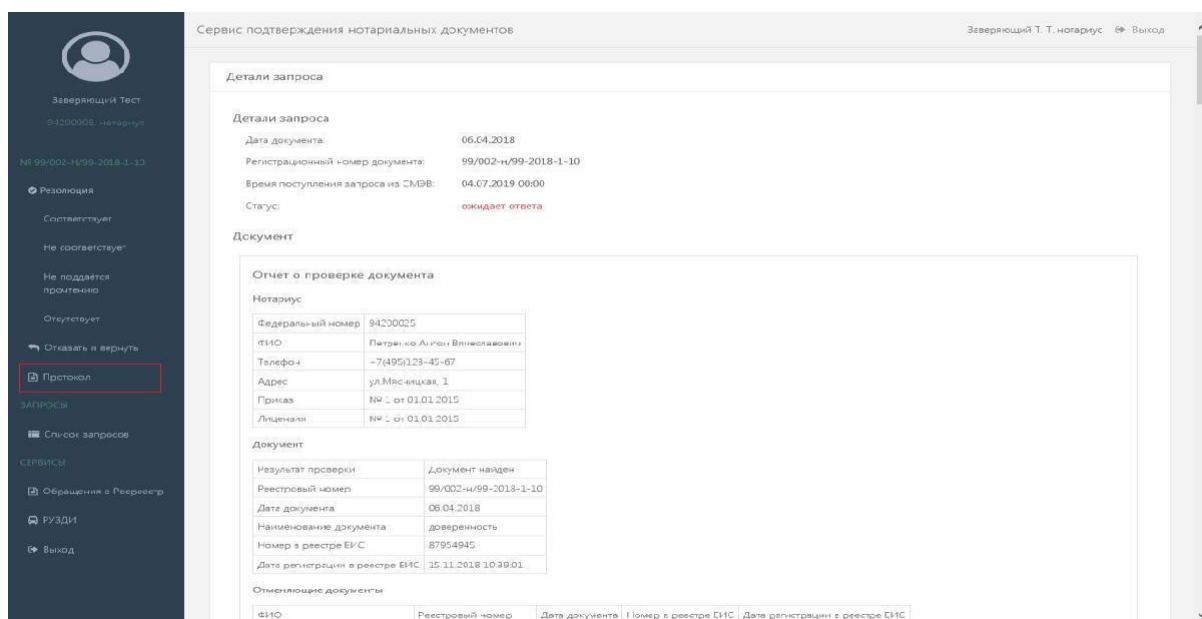 Сервис подтверждения нотариальных документов
Заверяющий Т. Т. нотариус Выход
Заверяющий Тест
94200008, нотариус
№ 99/002-Н/99-2018-1-10
Резолюция
Соответствует
Не соответствует
Не поддаётся
прочтению
Отсутствует
Отказать и вернуть
Протокол
ЗАПРОСЫ
Список запросов
СЕРВИСЫ
Обращения в Росреестр
РУЗДИ
Выход
Детали запроса
Детали запроса
Дата документа: 06.04.2018
Регистрационный номер документа: 99/002-н/99-2018-1-10
Время поступления запроса из СМЭВ: 04.07.2019 00:00
Статус: ожидает ответа
Документ
Отчет о проверке документа
Нотариус
Федеральный номер 94200025
ФИО Петренко Антон Вячеславович
Телефон +7(495)123-45-67
Адрес ул.Мясницкая, 1
Приказ № 1 от 01.01.2015
Лицензия № 1 от 01.01.2015
Документ
Результат проверки Документ найден
Реестровый номер 99/002-н/99-2018-1-10
Дата документа 06.04.2018
Наименование документа доверенность
Номер в реестре ЕИС 87954945
Дата регистрации в реестре ЕИС 15.11.2018 10:39:01
Отменяющие документы
ФИО Реестровый номер Дата документа Номер в реестре ЕИС Дата регистрации в реестре ЕИС